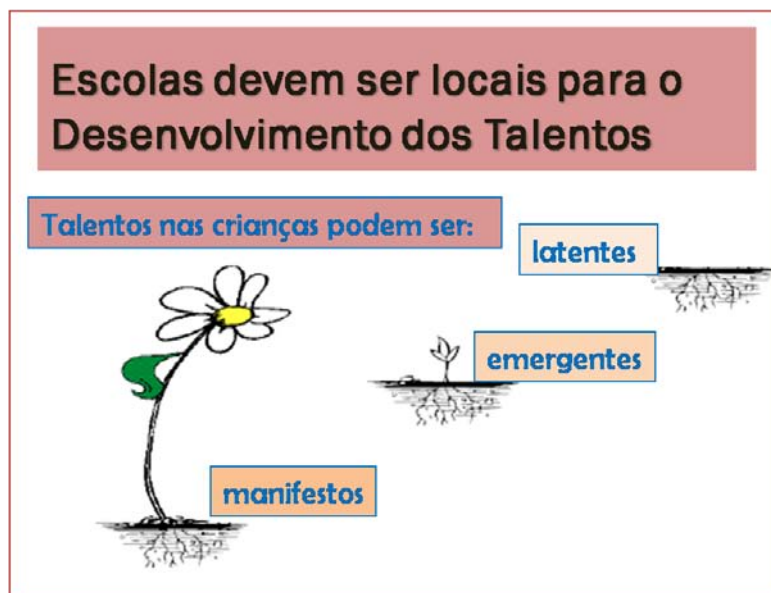 Escolas devem ser locais para o
Desenvolvimento dos Talentos
Talentos nas crianças podem ser:
latentes
emergentes
manifestos